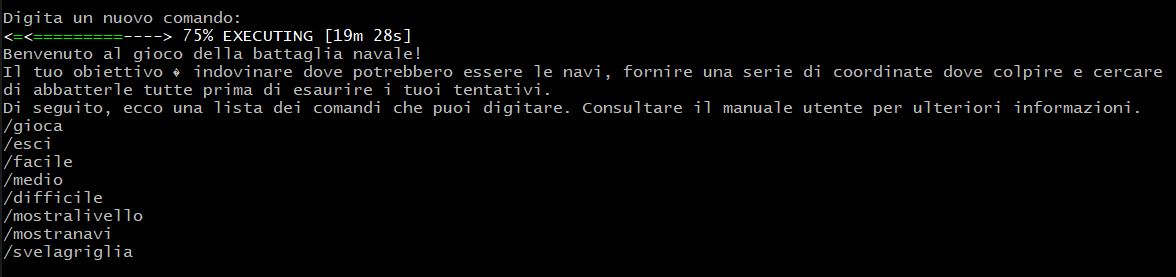 Digita un nuovo comando:
<=<=========----> 75% EXECUTING [19m 28s]
Benvenuto al gioco della battaglia navale!
Il tuo obiettivo � indovinare dove potrebbero essere le navi, fornire una serie di coordinate dove colpire e cercare
di abbatterle tutte prima di esaurire i tuoi tentativi.
Di seguito, ecco una lista dei comandi che puoi digitare. Consultare il manuale utente per ulteriori informazioni.
/gioca
/esci
/facile
/medio
/difficile
/mostralivello
/mostranavi
/svelagriglia